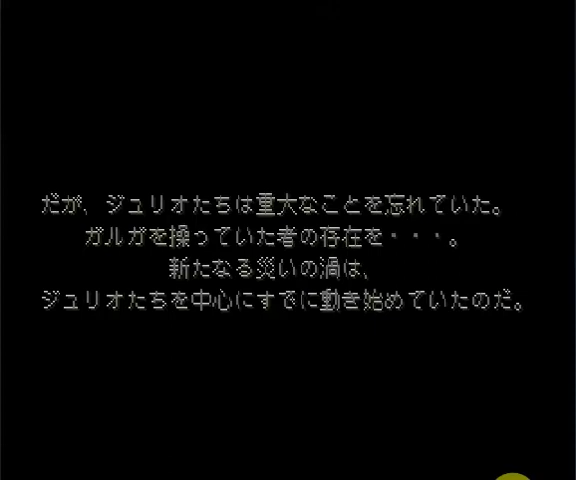 だが、ジュリオたちは重大なことを忘れていた。
ガルガを操っていた者の存在を・・・。
新たなる災いの渦は、
ジュリオたちを中心にすでに動き始めていたのだ。